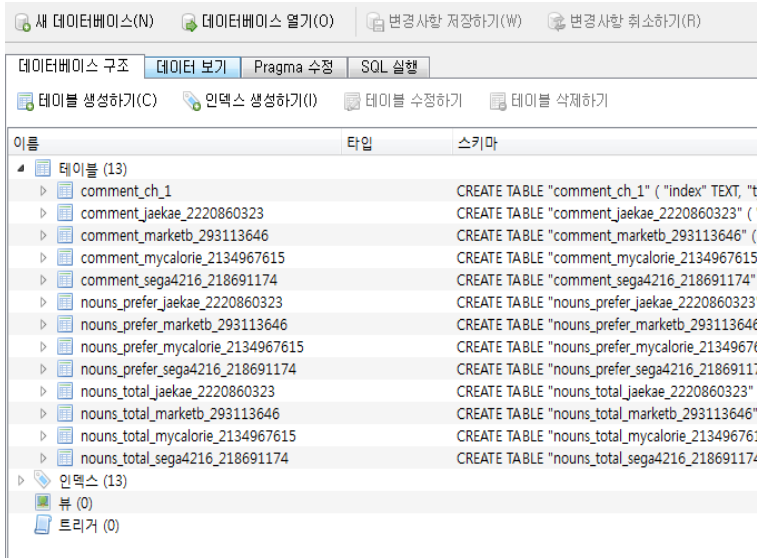 새 데이터베이스(N) 데이터베이스 열기(O) 변경사항 저장하기(W) 변경사항 취소하기(R)
데이터베이스 구조 데이터 보기 Pragma 수정 SQL 실행
테이블 생성하기(C) 인덱스 생성하기(I) 테이블 수정하기 테이블 삭제하기
이름 타입 스키마
테이블 (13)
comment_ch_1 CREATE TABLE "comment_ch_1" ( "index" TEXT, "t
comment_jaekae_2220860323 CREATE TABLE "comment_jaekae_2220860323" ( "
comment_marketb_293113646 CREATE TABLE "comment_marketb_293113646" (
comment_mycalorie_2134967615 CREATE TABLE "comment_mycalorie_2134967615
comment_sega4216_218691174 CREATE TABLE "comment_sega4216_218691174"
nouns_prefer_jaekae_2220860323 CREATE TABLE "nouns_prefer_jaekae_2220860323
nouns_prefer_marketb_293113646 CREATE TABLE "nouns_prefer_marketb_293113646
nouns_prefer_mycalorie_2134967615 CREATE TABLE "nouns_prefer_mycalorie_21349676
nouns_prefer_sega4216_218691174 CREATE TABLE "nouns_prefer_sega4216_21869117
nouns_total_jaekae_2220860323 CREATE TABLE "nouns_total_jaekae_2220860323"
nouns_total_marketb_293113646 CREATE TABLE "nouns_total_marketb_293113646"
nouns_total_mycalorie_2134967615 CREATE TABLE "nouns_total_mycalorie_213496761
nouns_total_sega4216_218691174 CREATE TABLE "nouns_total_sega4216_218691174
인덱스 (13)
뷰 (0)
트리거 (0)